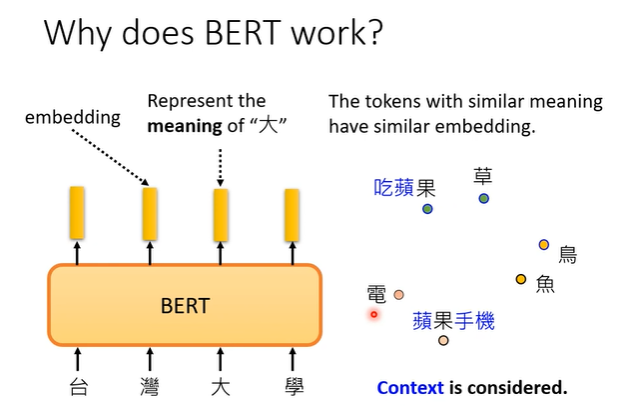 Why does BERT work?
embedding
Represent the
meaning of “大”
BERT
台 灣 大 學
The tokens with similar meaning
have similar embedding.
吃蘋果
草
鳥
魚
電
蘋果手機
Context is considered.